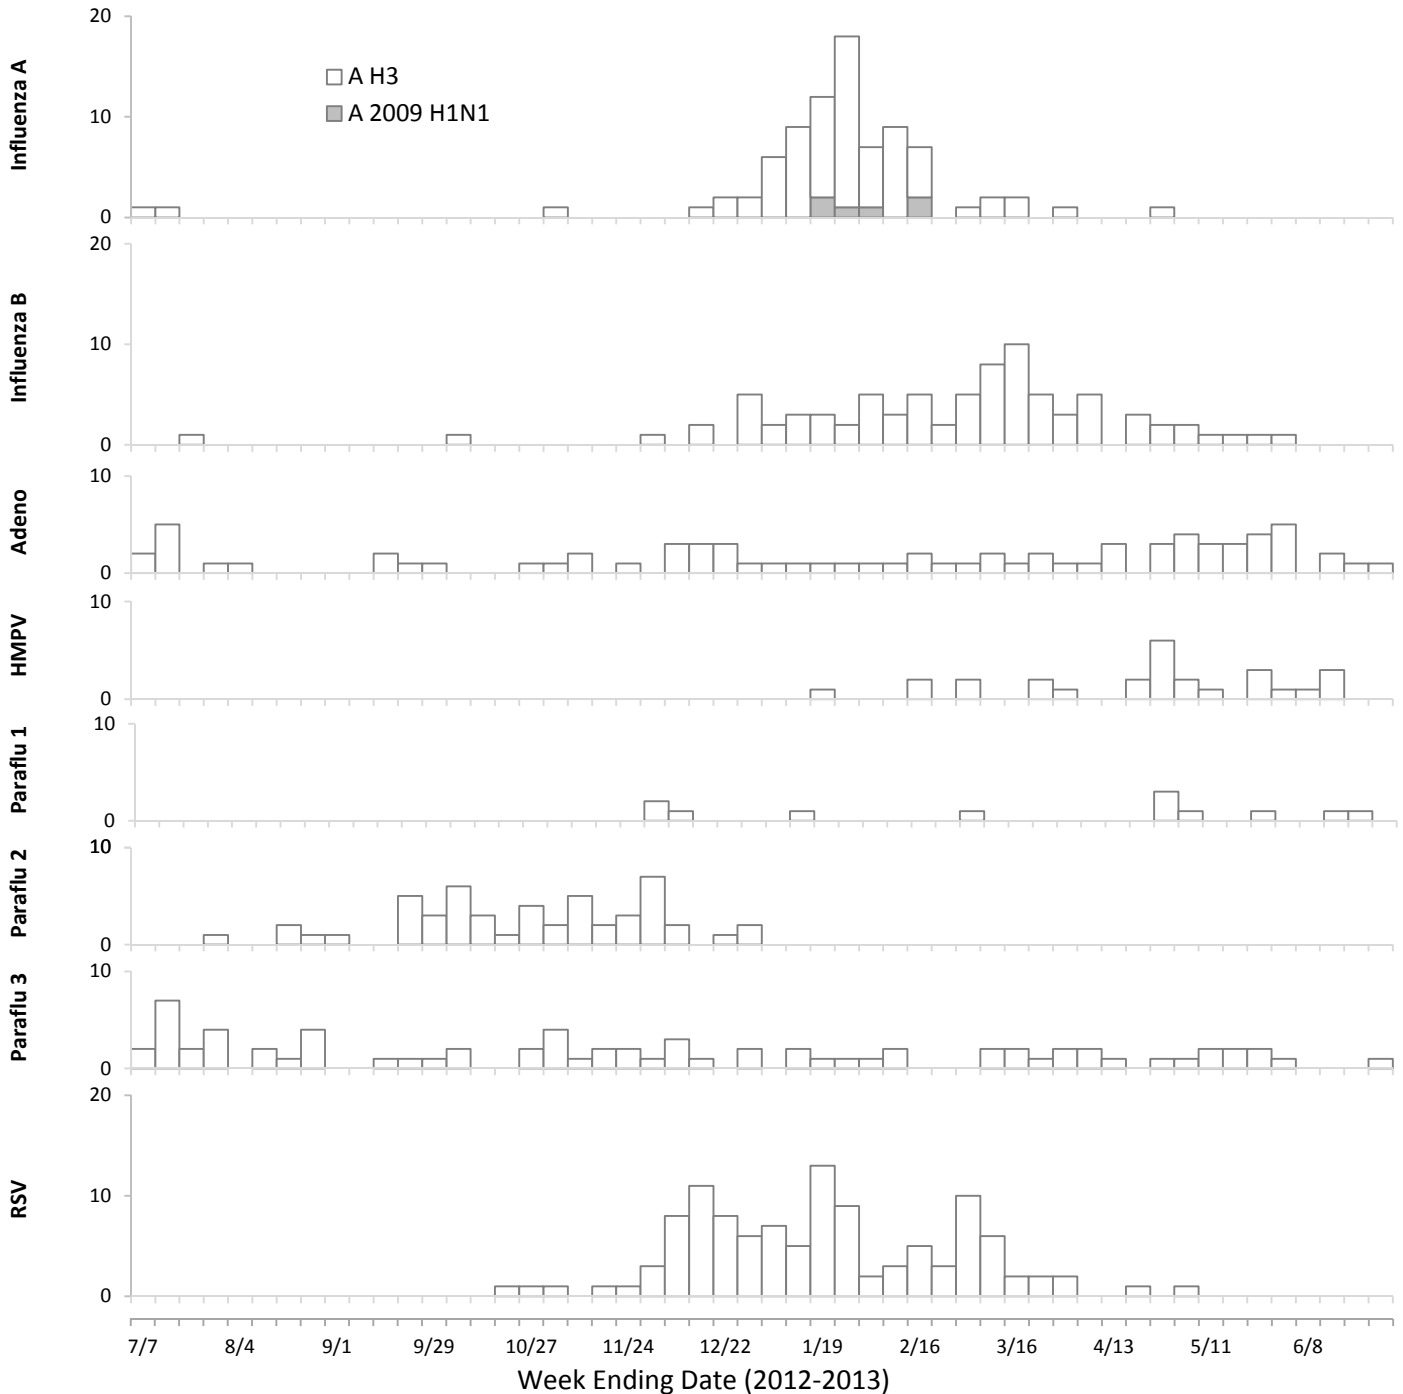 Influenza A
20
10
0
A H3
A 2009 H1N1
Influenza B
20
10
0
Adeno
10
0
HMPV
10
0
Paraflu 1
10
0
Paraflu 2
10
0
Paraflu 3
10
0
RSV
20
10
0
7/7 8/4 9/1 9/29 10/27 11/24 12/22 1/19 2/16 3/16 4/13 5/11 6/8
Week Ending Date (2012-2013)